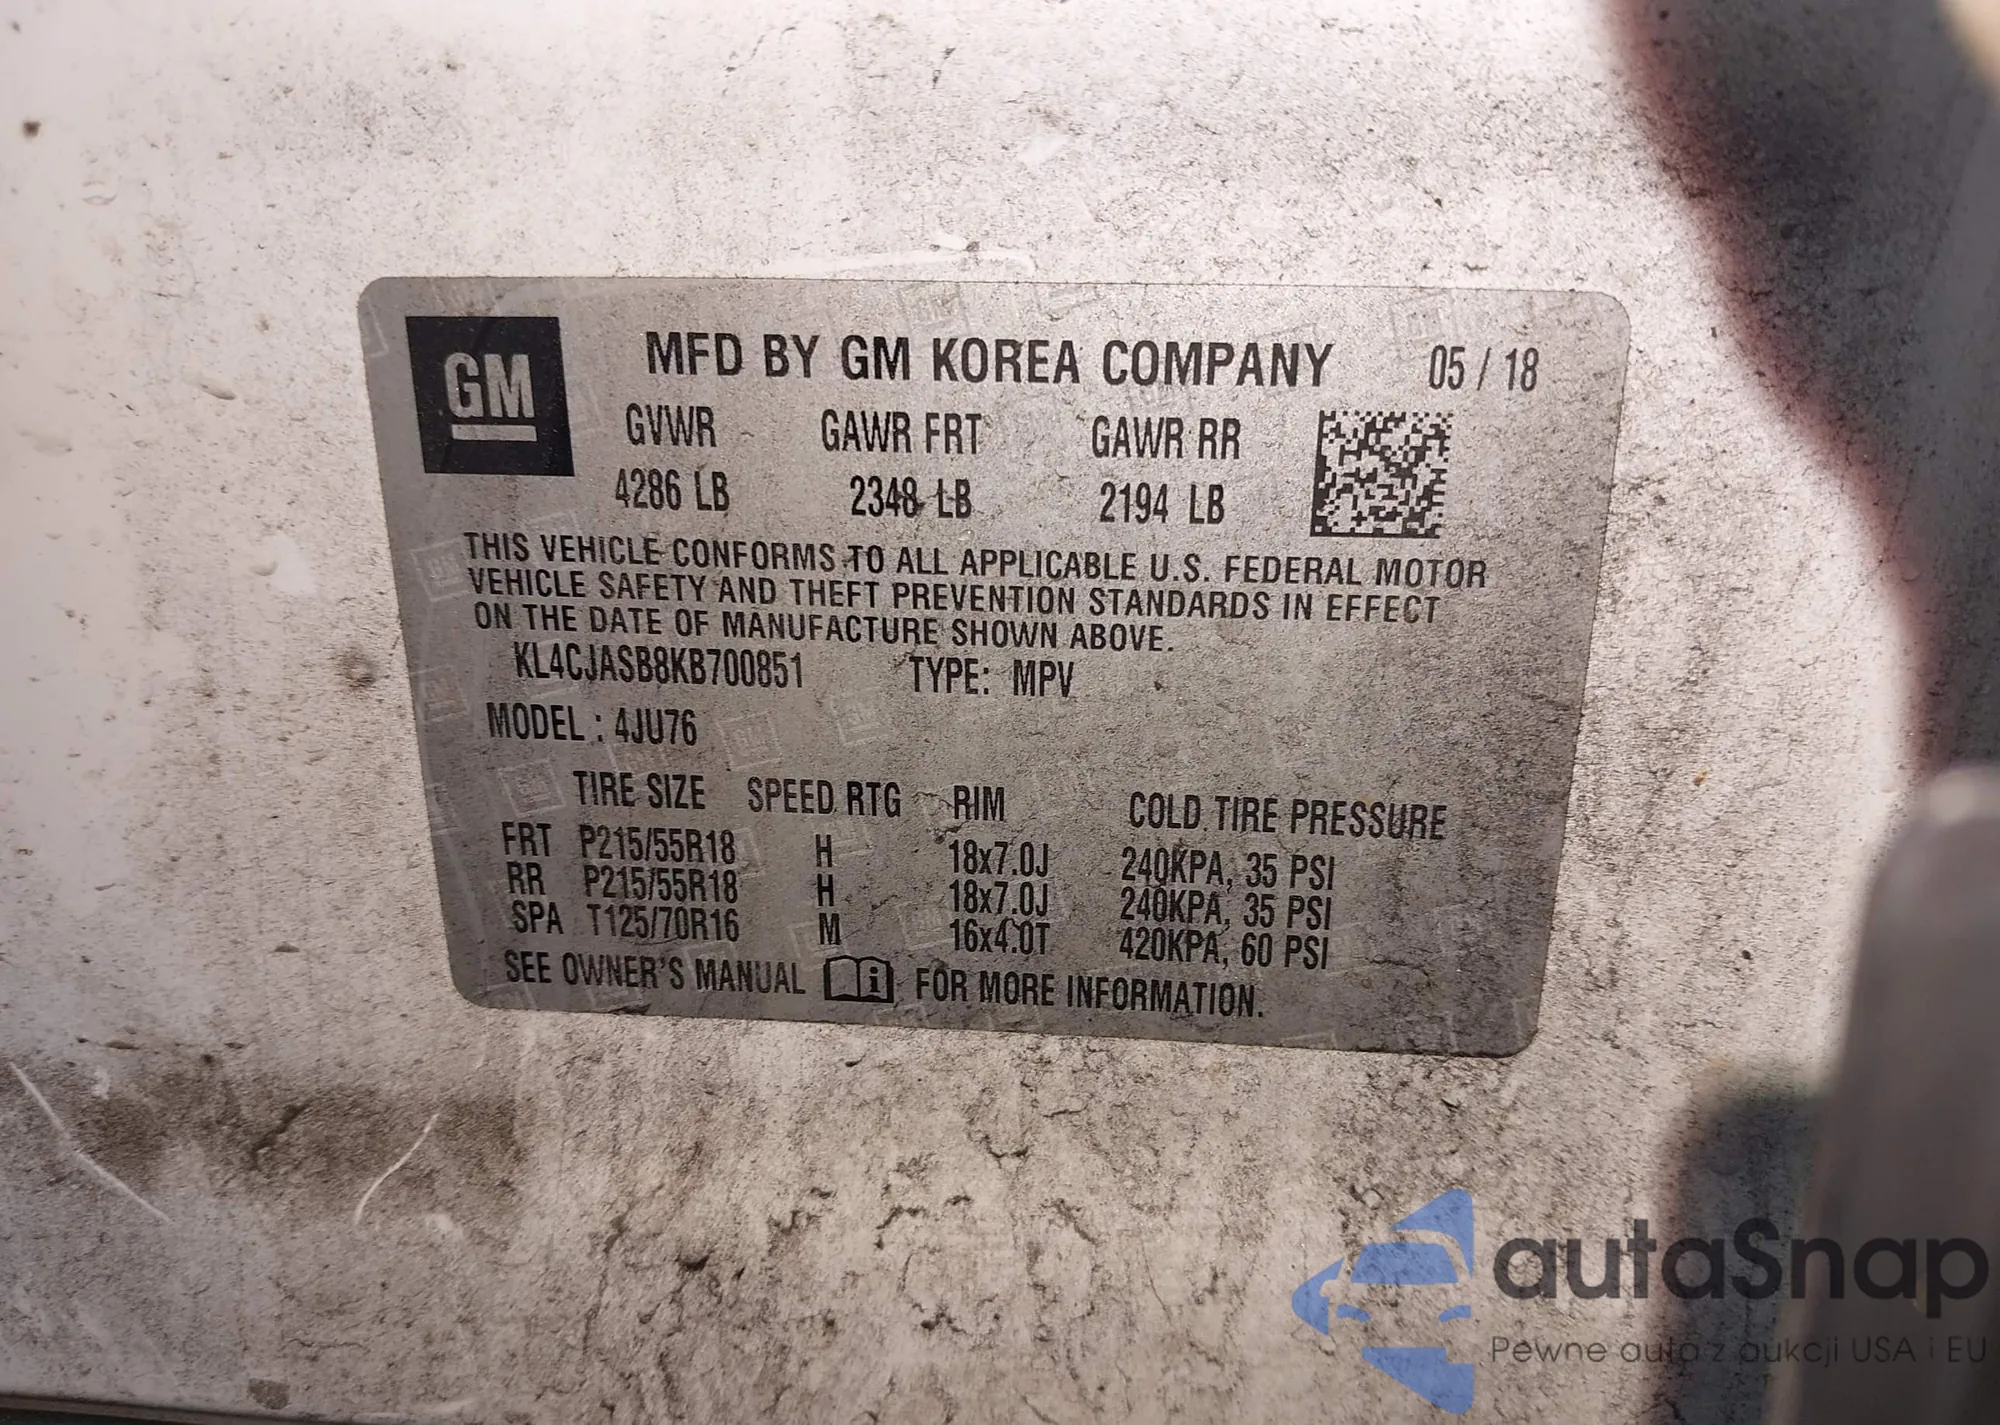 GM
MFD BY GM KOREA COMPANY 05 / 18
GVWR GAWR FRT GAWR RR
4286 LB 2348 LB 2194 LB
THIS VEHICLE CONFORMS TO ALL APPLICABLE U.S. FEDERAL MOTOR
VEHICLE SAFETY AND THEFT PREVENTION STANDARDS IN EFFECT
ON THE DATE OF MANUFACTURE SHOWN ABOVE.
KL4CJASB8KB700851 TYPE: MPV
MODEL : 4JU76
TIRE SIZE SPEED RTG RIM COLD TIRE PRESSURE
FRT P215/55R18 H 18x7.0J 240KPA, 35 PSI
RR P215/55R18 H 18x7.0J 240KPA, 35 PSI
SPA T125/70R16 M 16x4.0T 420KPA, 60 PSI
SEE OWNER'S MANUAL i FOR MORE INFORMATION.
autaSnap
Pewne auta z aukcji USA i EU